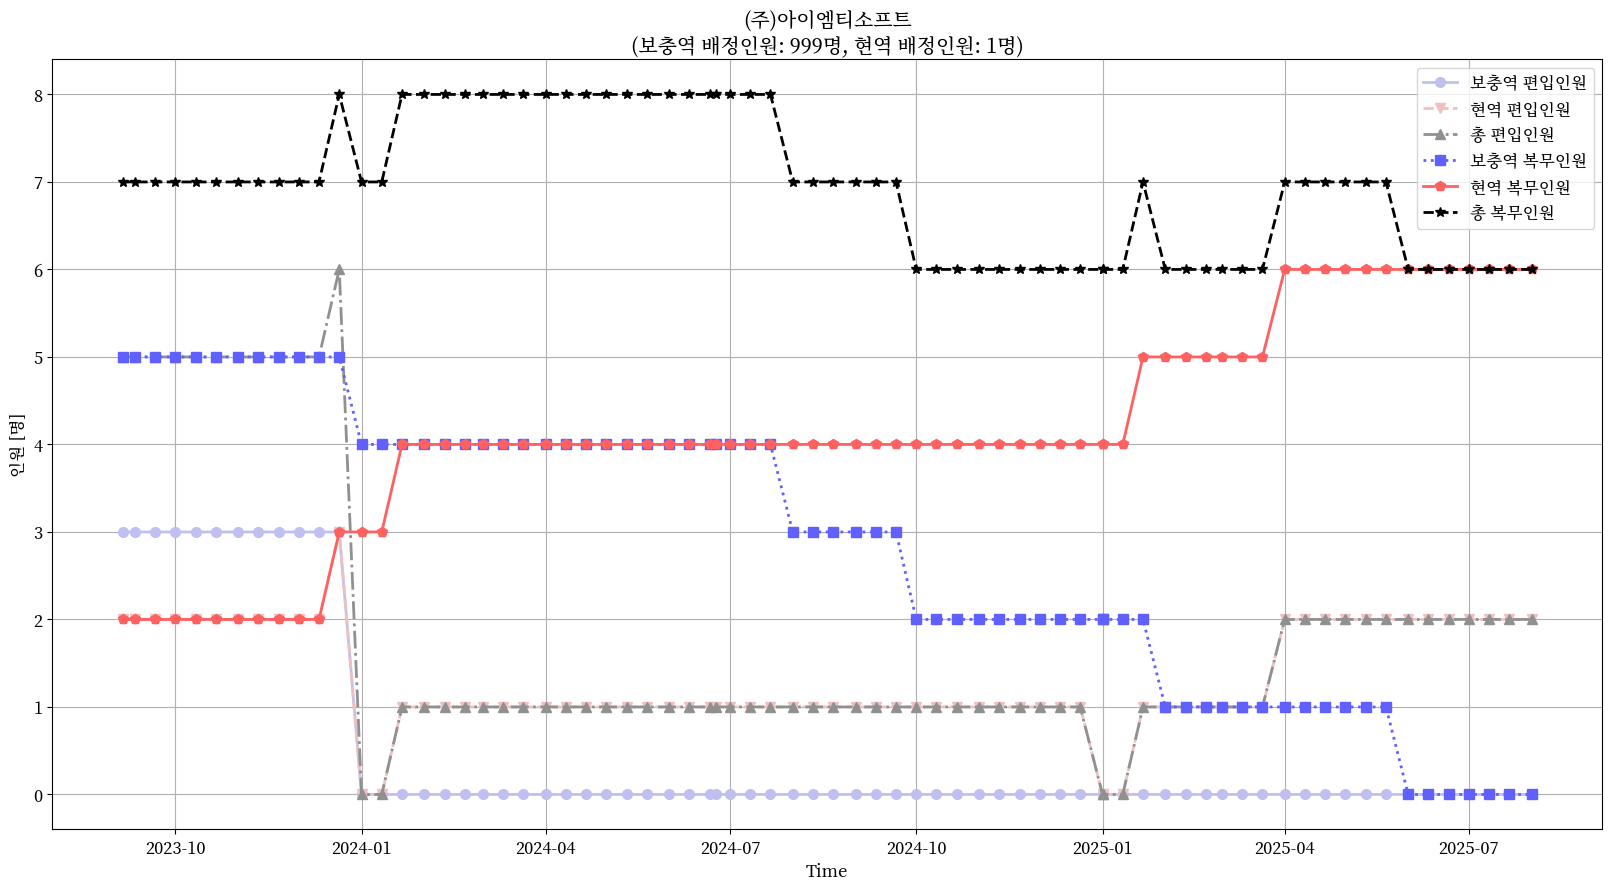 (주)아이엠티소프트
(보충역 배정인원: 999명, 현역 배정인원: 1명)
보충역 편입인원
현역 편입인원
총 편입인원
보충역 복무인원
현역 복무인원
총 복무인원
인원 [명]
8
7
6
5
4
3
2
1
0
2023-10
2024-01
2024-04
2024-07
2024-10
2025-01
2025-04
2025-07
Time